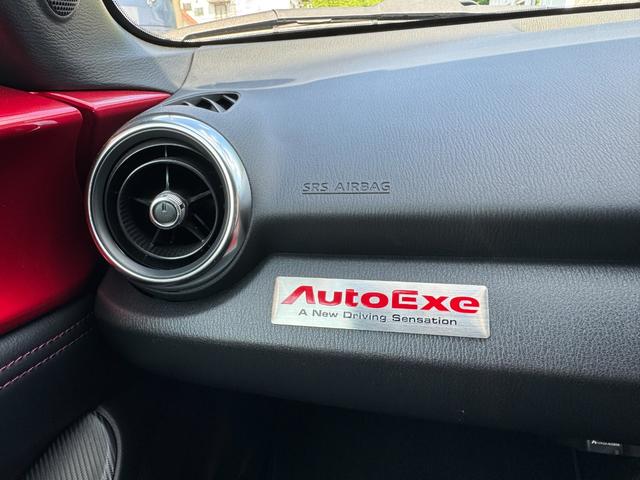 SRS AIRBAG
AutoExe
A New Driving Sensation